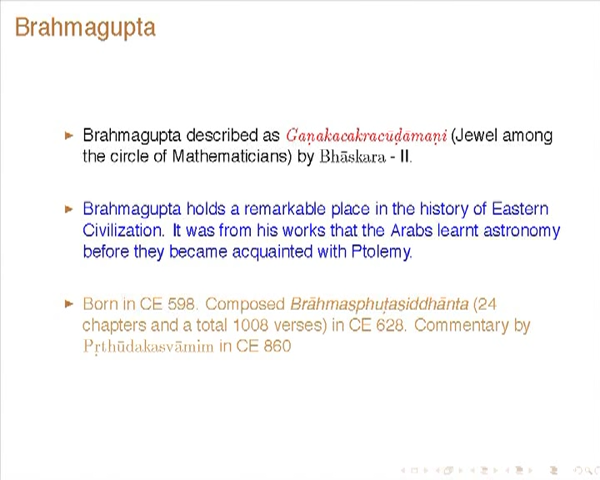 Brahmagupta
Brahmagupta described as Gaṇakacakracūḍāmaṇi (Jewel among
the circle of Mathematicians) by Bhāskara - II.
Brahmagupta holds a remarkable place in the history of Eastern
Civilization. It was from his works that the Arabs learnt astronomy
before they became acquainted with Ptolemy.
Born in CE 598. Composed Brāhmasphuṭasiddhānta (24
chapters and a total 1008 verses) in CE 628. Commentary by
Pṛthūdakasvāmim in CE 860